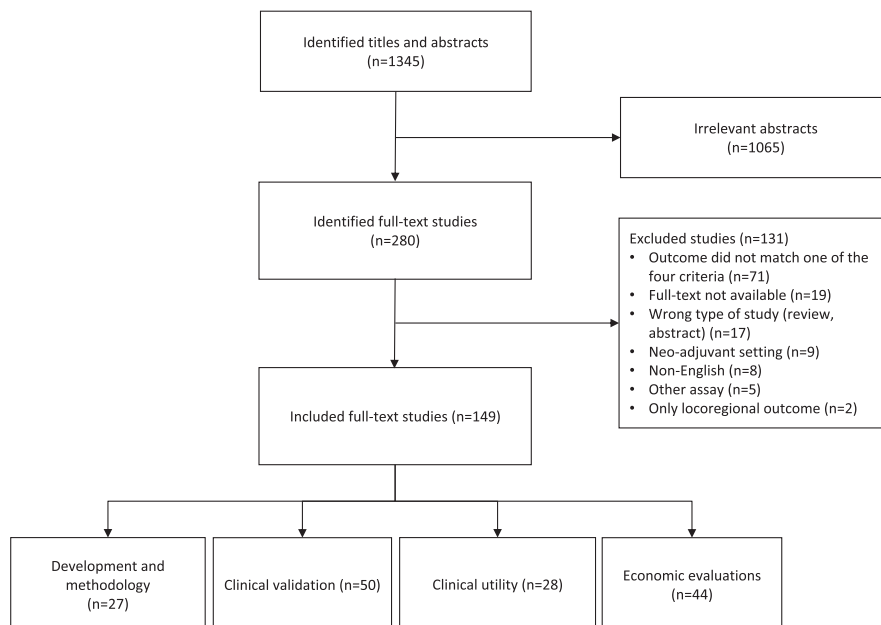 Identified titles and abstracts
(n=1345)
Irrelevant abstracts
(n=1065)
Identified full-text studies
(n=280)
Excluded studies (n=131)
• Outcome did not match one of the
four criteria (n=71)
• Full-text not available (n=19)
• Wrong type of study (review,
abstract) (n=17)
• Neo-adjuvant setting (n=9)
• Non-English (n=8)
• Other assay (n=5)
• Only locoregional outcome (n=2)
Included full-text studies (n=149)
Development and
methodology
(n=27)
Clinical validation (n=50)
Clinical utility (n=28)
Economic evaluations
(n=44)